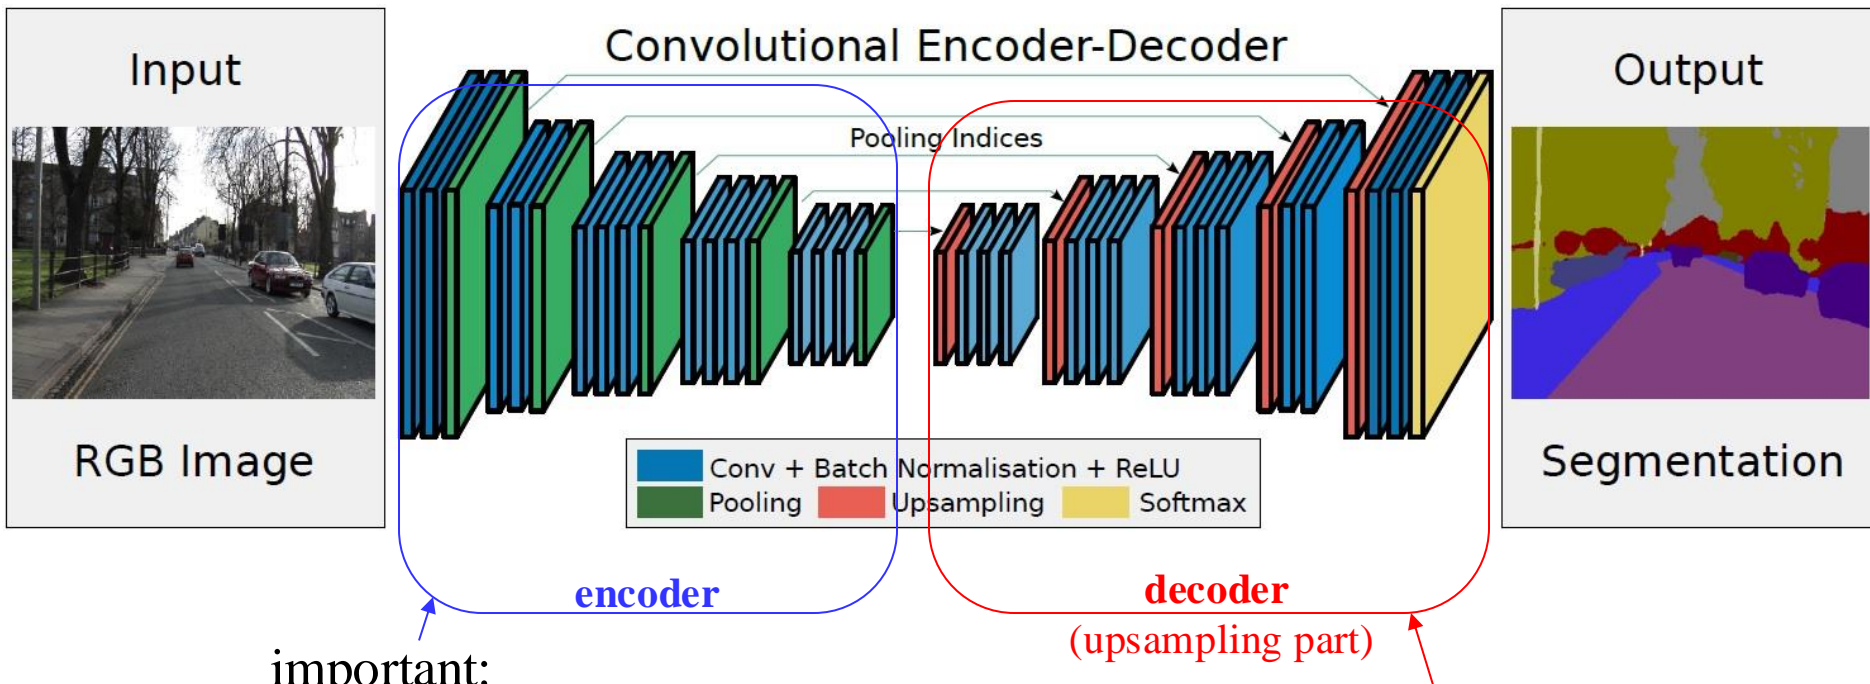 Input
RGB Image
Convolutional Encoder-Decoder
Pooling Indices
Conv + Batch Normalisation + ReLU
Pooling Upsampling Softmax
Output
Segmentation
encoder
decoder
(upsampling part)
important: